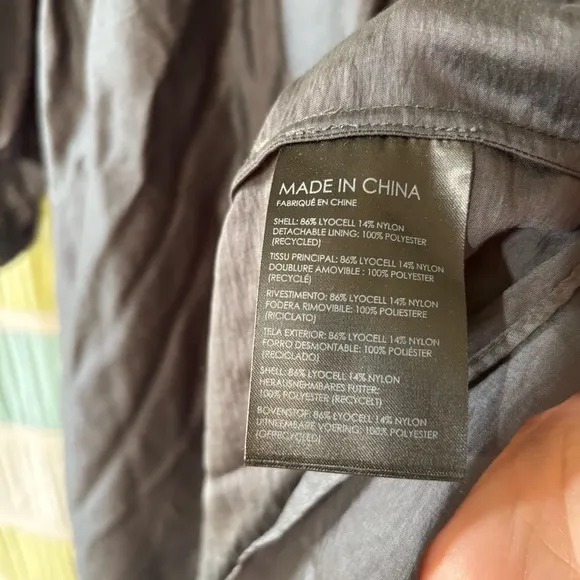 MADE IN CHINA
FABRIQUÉ EN CHINE
SHELL: 86% LYOCELL 14% NYLON
DETACHABLE LINING: 100% POLYESTER
(RECYCLED)
TISSU PRINCIPAL: 86% LYOCELL 14% NYLON
DOUBLURE AMOVIBLE : 100% POLYESTER
(RECYCLÉ)
RIVESTIMENTO: 86% LYOCELL 14% NYLON
FODERA RIMOVIBILE: 100% POLIESTERE
(RICICLATO)
TELA EXTERIOR: 86% LYOCELL 14% NYLON
FORRO DESMONTABLE: 100% POLIÉSTER
(RECICLADO)
SHELL: 86% LYOCELL 14% NYLON
HERAUSNEHMBARES FUTTER:
100% POLYESTER (RECYCELT)
BOVENSTOF: 86% LYOCELL 14% NYLON
UITNEEMBARE VOERING: 100% POLYESTER
(GERECYCLED)